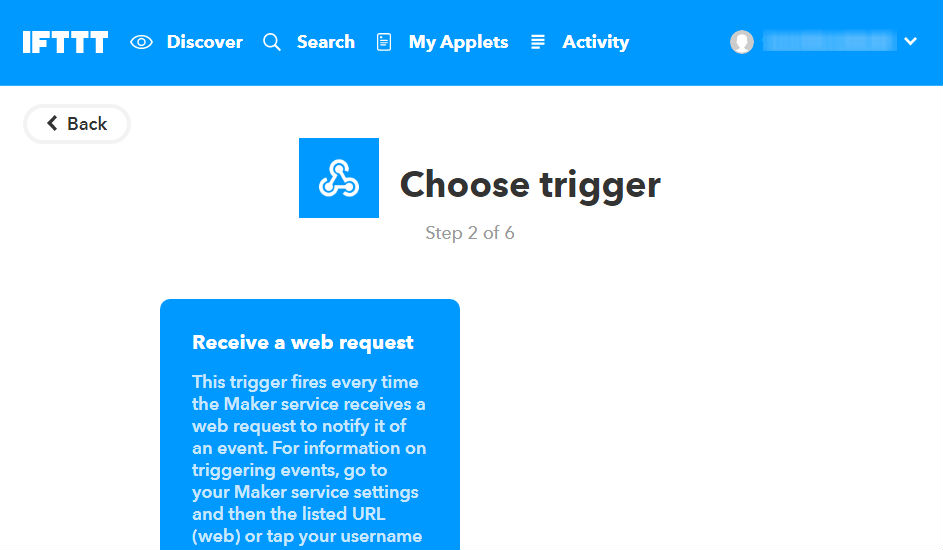 IFTTT Discover Search My Applets Activity
Back
Choose trigger
Step 2 of 6
Receive a web request
This trigger fires every time
the Maker service receives a
web request to notify it of
an event. For information on
triggering events, go to
your Maker service settings
and then the listed URL
(web) or tap your username